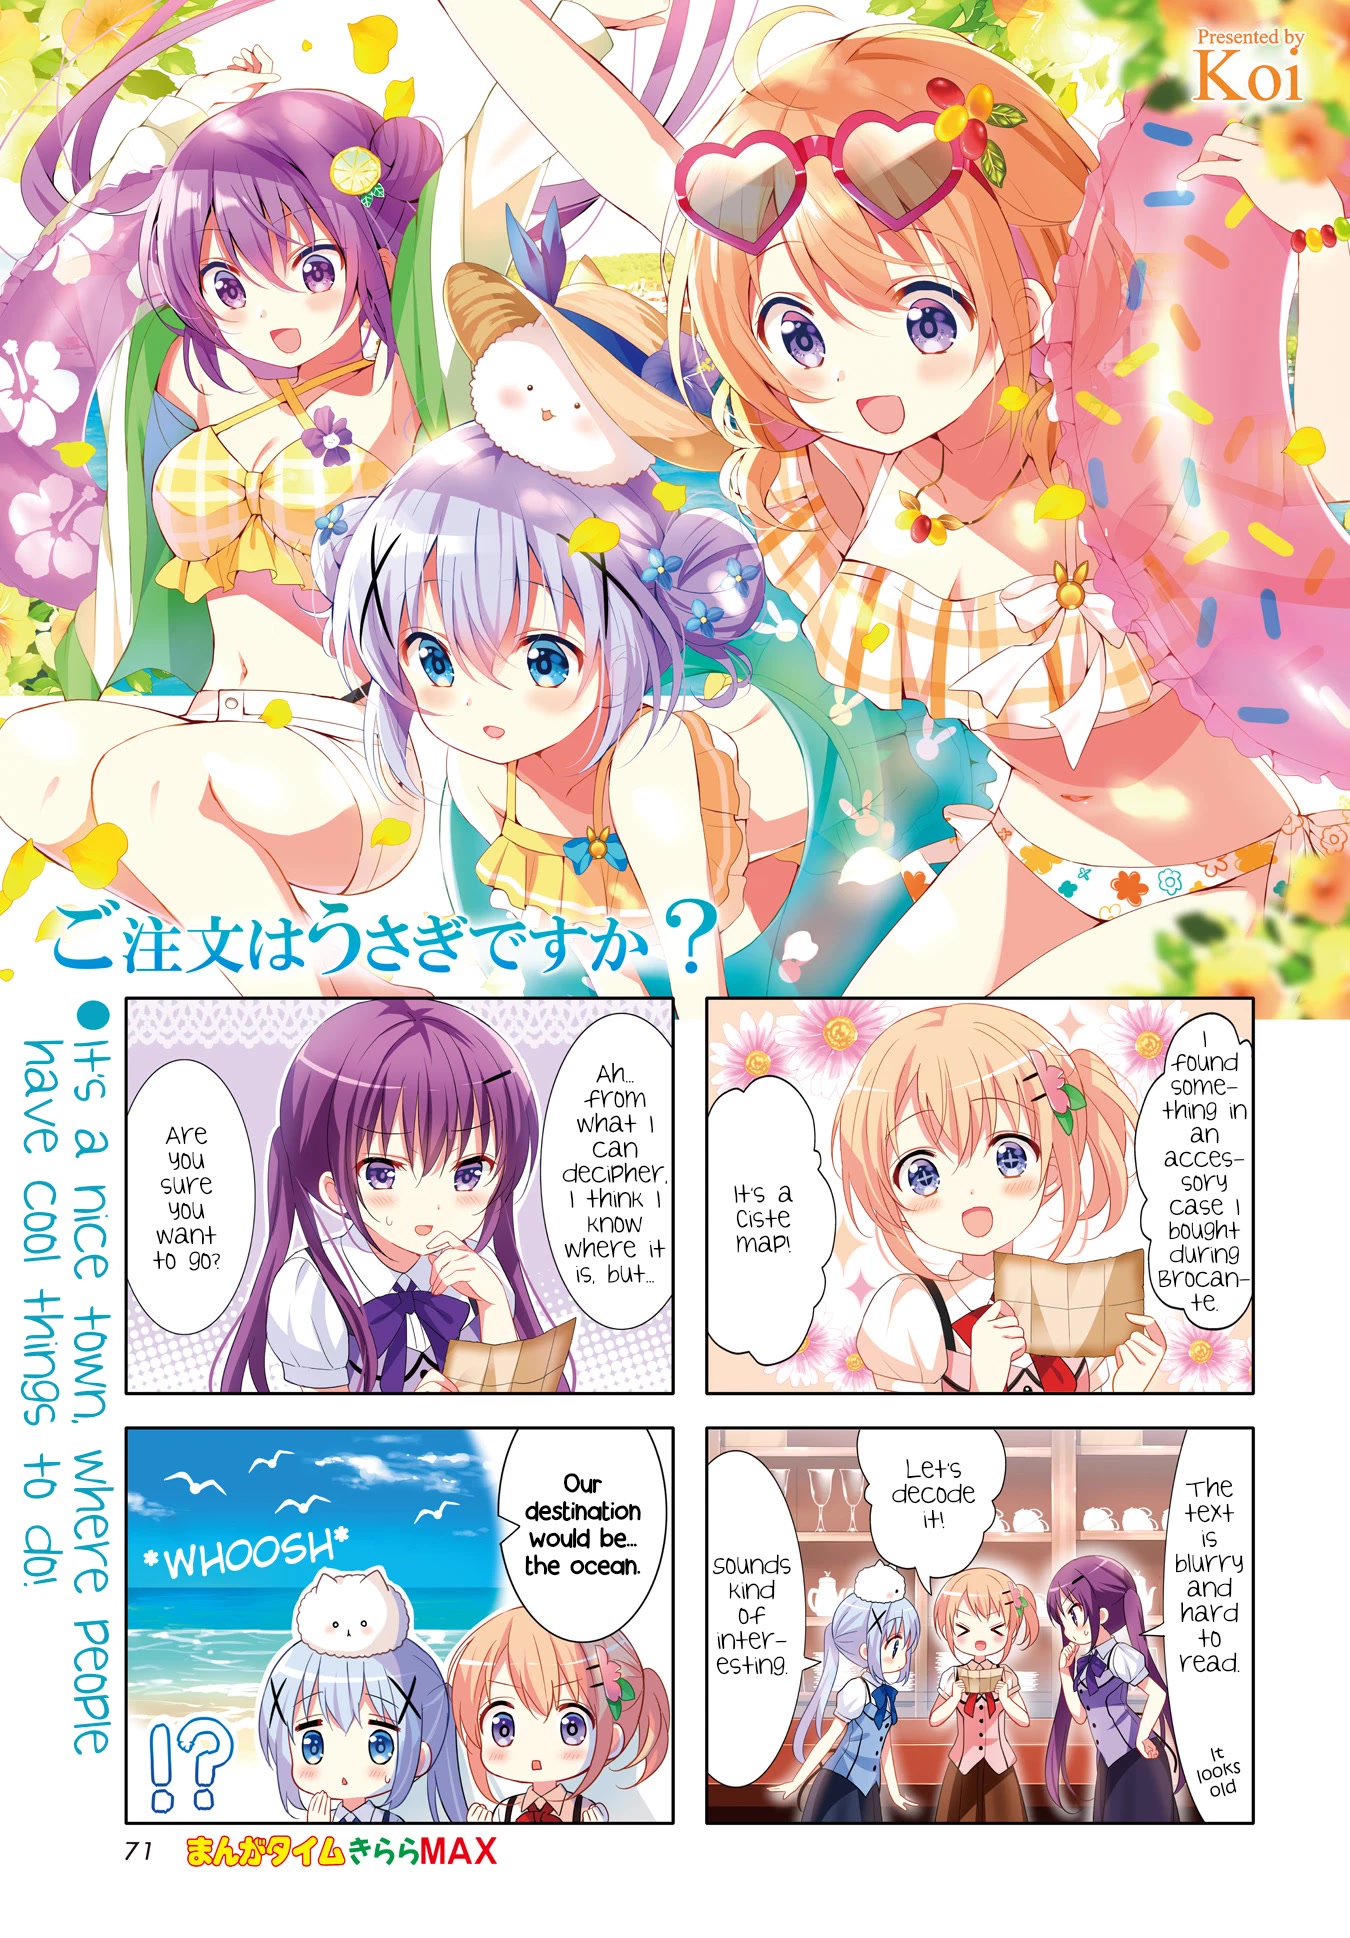 Presented by
Koi
ご注文はうさぎですか?
●It's a nice town, where people
have cool things to do!
I
found
some-
thing in
an
acces-
sory
case I
bought
during
Brocan-
te.
It's a
Ciste
map!
The
text
is
blurry
and
hard
to
read.
It
looks
old
Let's
decode
it!
Sounds
kind
of
inter-
esting.
Ah...
from
what I
can
decipher,
I think I
know
where it
is, but...
Are
you
sure
you
want
to go?
Our
destination
would be...
the ocean.
*WHOOSH*
!?
71
まんがタイムきららMAX